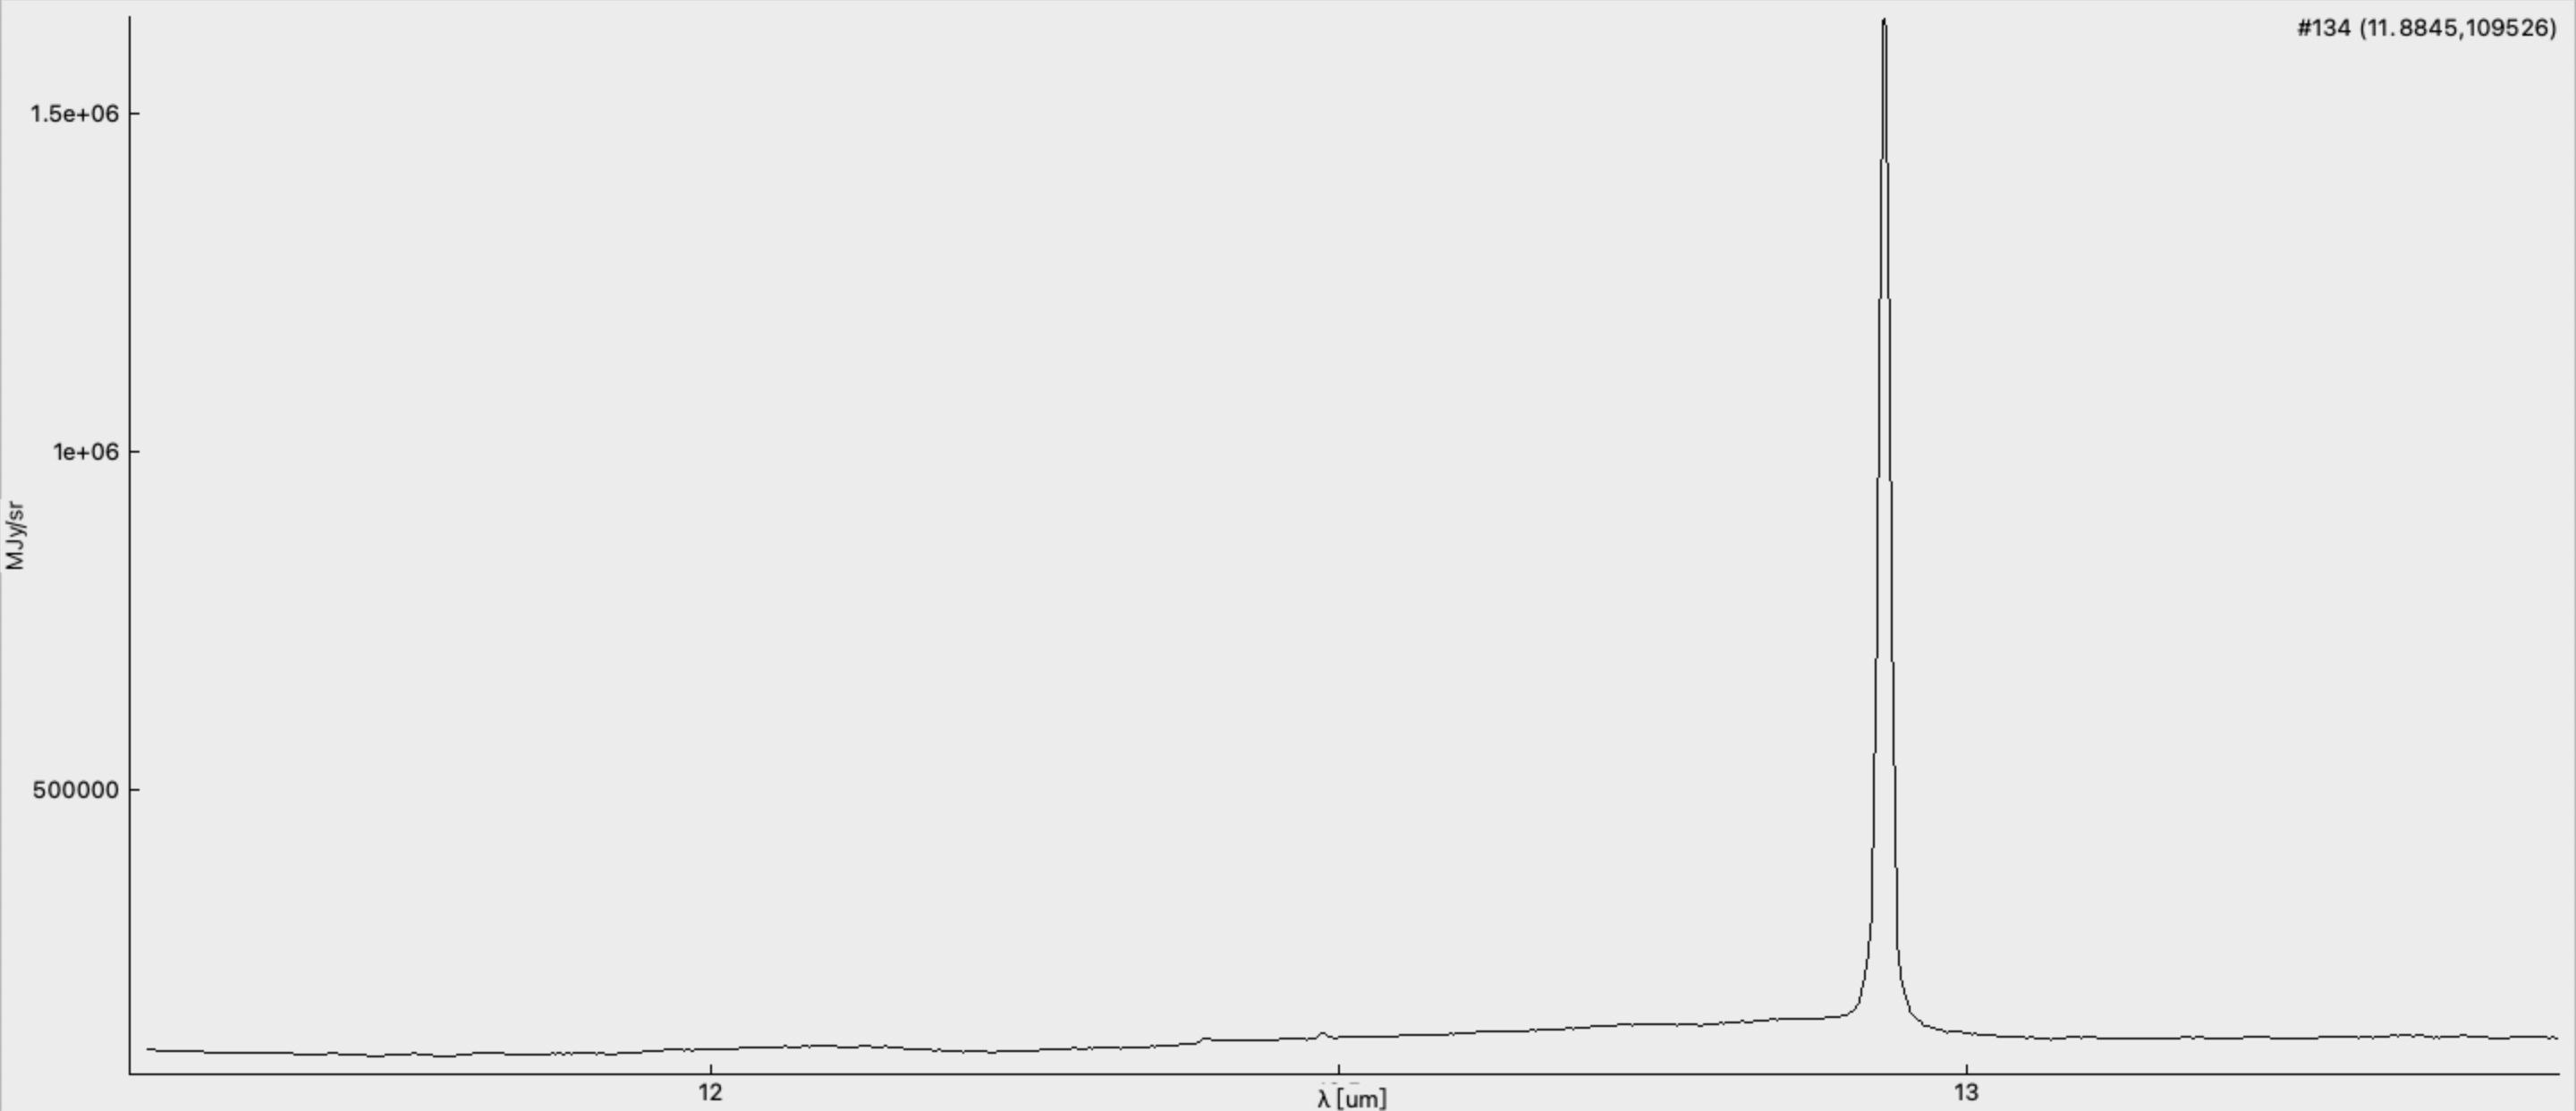 #134 (11.8845,109526)
1.5e+06
1e+06
MJy/sr
500000
12
13
λ [um]